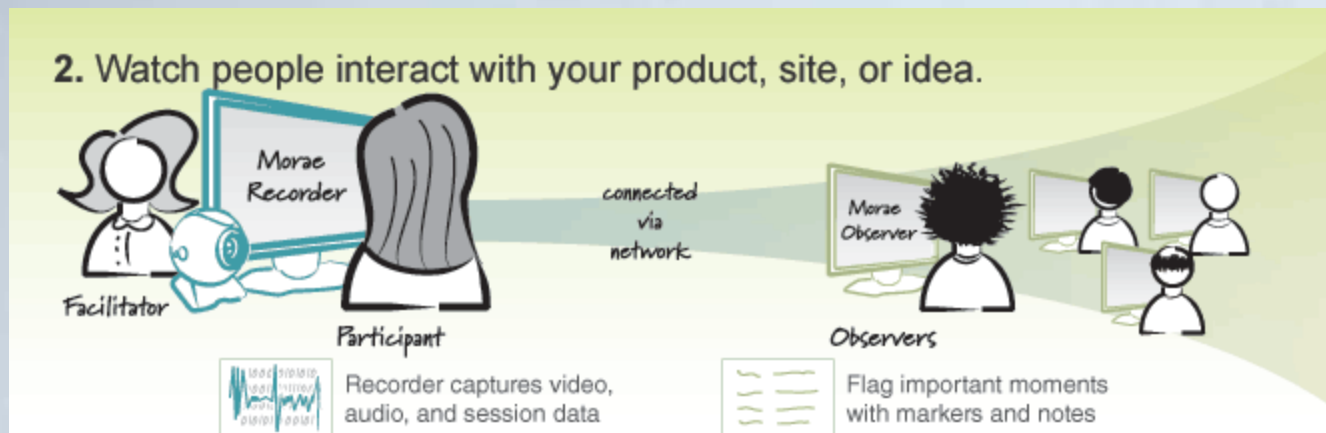 2. Watch people interact with your product, site, or idea.
Morae
Recorder
connected
via
network
Morae
Observer
Facilitator
Participant
Observers
Recorder captures video,
audio, and session data
Flag important moments
with markers and notes